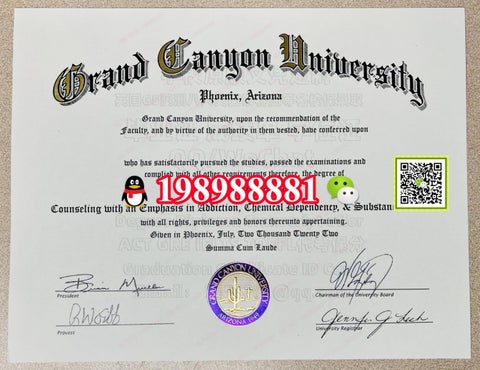 Grand Canyon University
Phoenix, Arizona
Grand Canyon University, upon the recommendation of the
Faculty, and by virtue of the authority in them vested, have conferred upon
who has satisfactorily pursued the studies, passed the examinations and
complied with all other requirements therefore, the degree of
198988881
Counseling with an Emphasis in Addiction, Chemical Dependency, & Substan
with all rights, privileges and honors thereunto appertaining.
Given in Phoenix, July, Two Thousand Twenty Two
Summa Cum Laude
GRAND CANYON UNIVERSITY
ARIZONA 1949
President
Chairman of the University Board
Provost
University Registrar